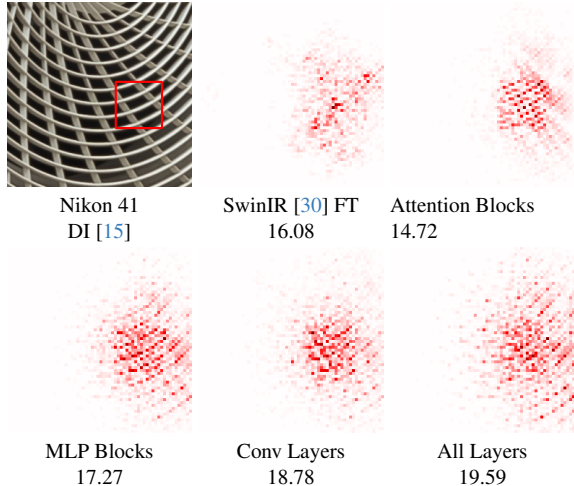 Nikon 41
DI [15]
SwinIR [30] FT
16.08
Attention Blocks
14.72
MLP Blocks
17.27
Conv Layers
18.78
All Layers
19.59